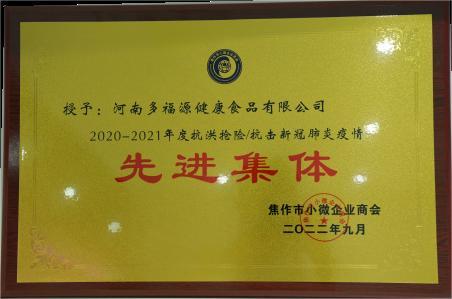 授予：河南多福源健康食品有限公司
2020-2021年度抗洪抢险/抗击新冠肺炎疫情
先进集体
焦作市小微企业商会
二〇二二年九月